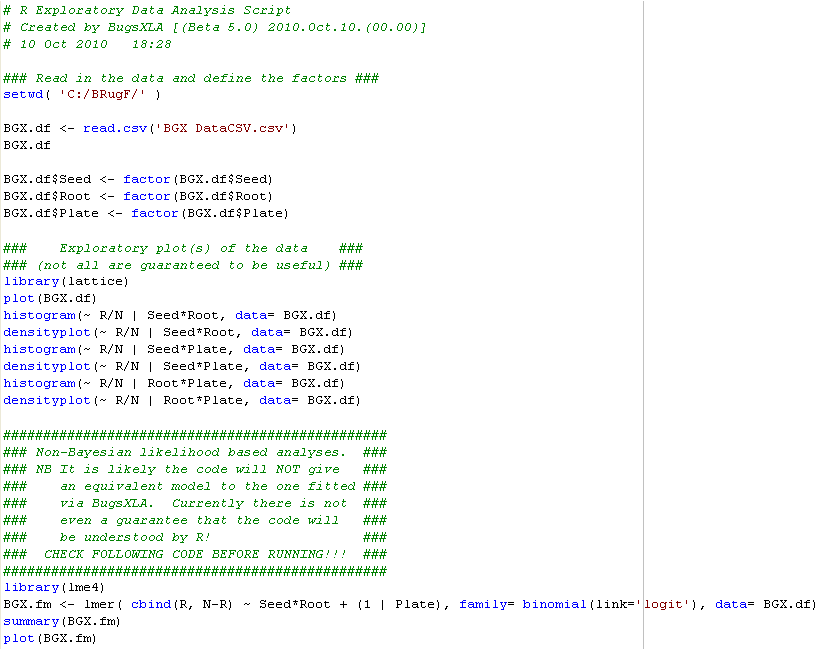 # R Exploratory Data Analysis Script
# Created by BugsXLA [(Beta 5.0) 2010.Oct.10.(00.00)]
# 10 Oct 2010   18:28

### Read in the data and define the factors ###
setwd( 'C:/BRugF/' )

BGX.df <- read.csv('BGX DataCSV.csv')
BGX.df

BGX.df$Seed <- factor(BGX.df$Seed)
BGX.df$Root <- factor(BGX.df$Root)
BGX.df$Plate <- factor(BGX.df$Plate)

###    Exploratory plot(s) of the data    ###
### (not all are guaranteed to be useful) ###
library(lattice)
plot(BGX.df)
histogram(~ R/N | Seed*Root, data= BGX.df)
densityplot(~ R/N | Seed*Root, data= BGX.df)
histogram(~ R/N | Seed*Plate, data= BGX.df)
densityplot(~ R/N | Seed*Plate, data= BGX.df)
histogram(~ R/N | Root*Plate, data= BGX.df)
densityplot(~ R/N | Root*Plate, data= BGX.df)

################################################
### Non-Bayesian likelihood based analyses.  ###
### NB It is likely the code will NOT give   ###
###    an equivalent model to the one fitted ###
###    via BugsXLA.  Currently there is not  ###
###    even a guarantee that the code will   ###
###    be understood by R!                   ###
###  CHECK FOLLOWING CODE BEFORE RUNNING!!!  ###
################################################
library(lme4)
BGX.fm <- lmer( cbind(R, N-R) ~ Seed*Root + (1 | Plate), family= binomial(link='logit'), data= BGX.df)
summary(BGX.fm)
plot(BGX.fm)